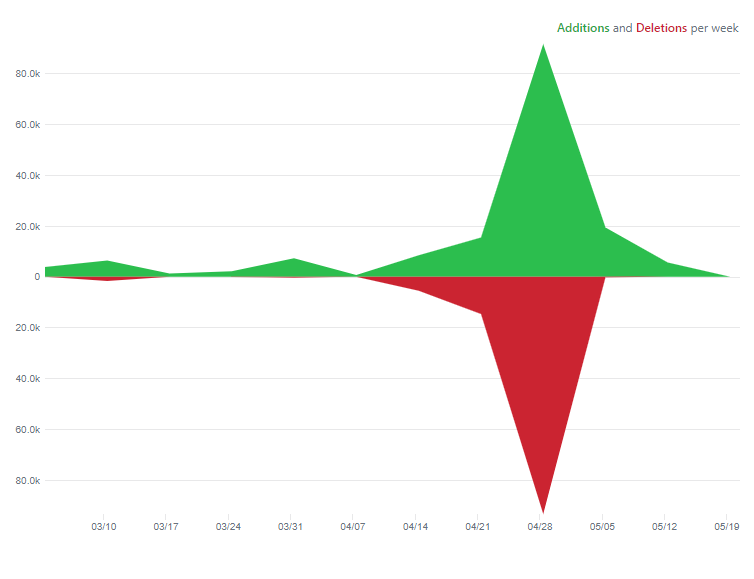 Additions and Deletions per week
80.0k
60.0k
40.0k
20.0k
0
20.0k
40.0k
60.0k
80.0k
03/10 03/17 03/24 03/31 04/07 04/14 04/21 04/28 05/05 05/12 05/19